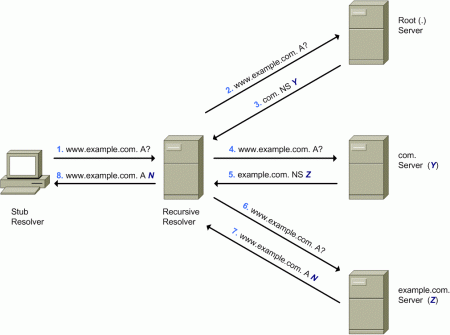 Root (.)
Server
2. www.example.com. A?
3. com. NS Y
1. www.example.com. A?
8. www.example.com. A N
4. www.example.com. A?
5. example.com. NS Z
com.
Server (Y)
Stub
Resolver
Recursive
Resolver
6. www.example.com. A?
7. www.example.com. A N
example.com.
Server (Z)